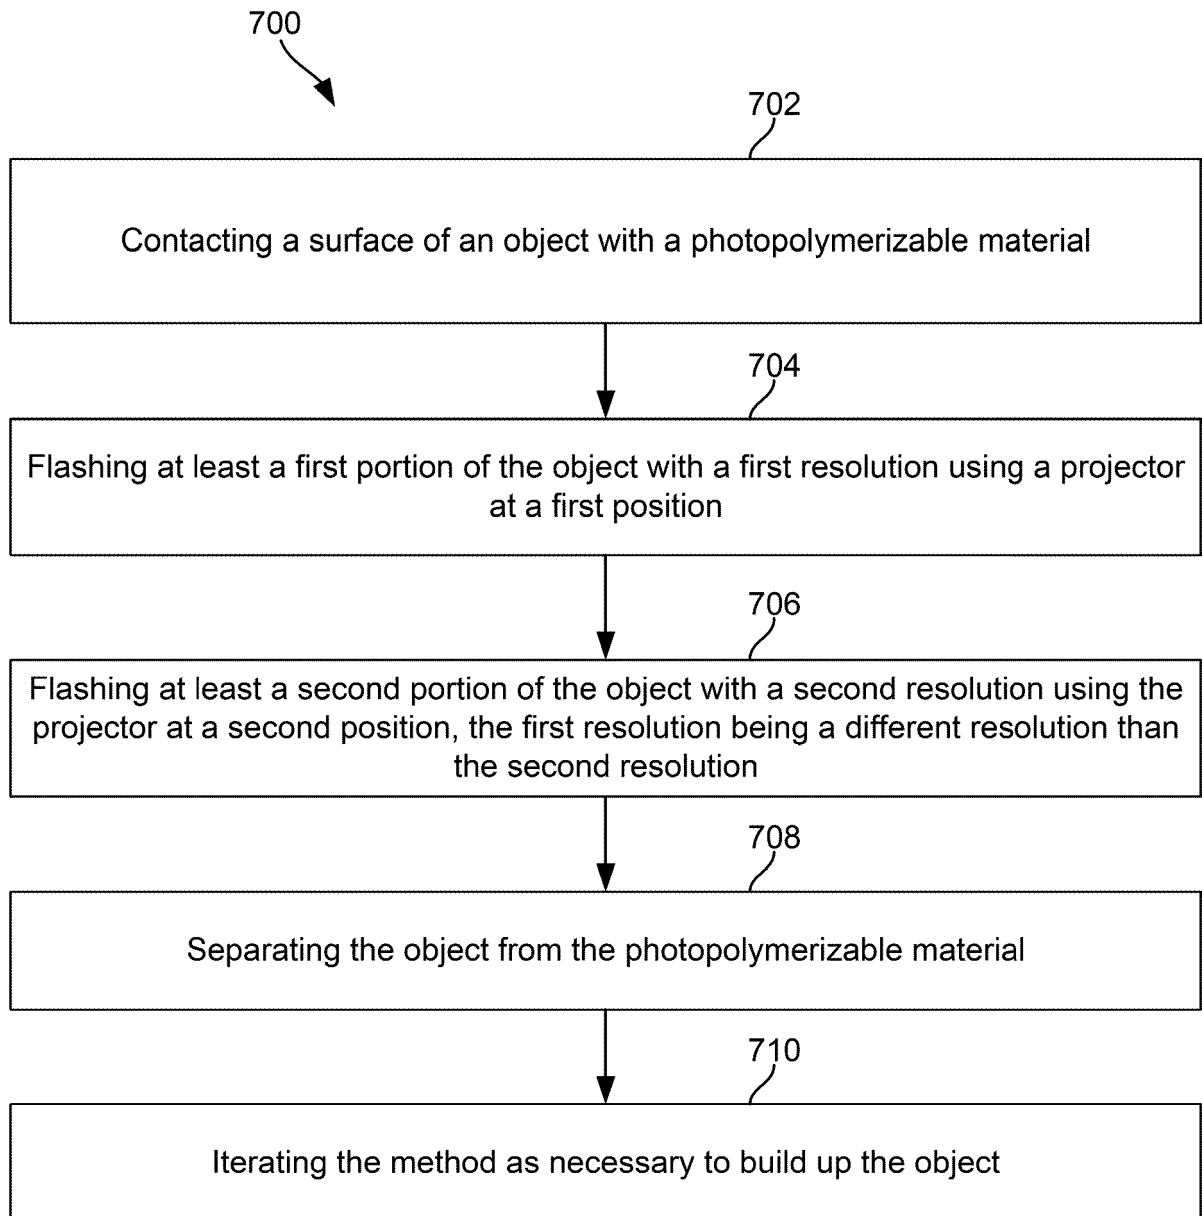 700
702
Contacting a surface of an object with a photopolymerizable material
704
Flashing at least a first portion of the object with a first resolution using a projector
at a first position
706
Flashing at least a second portion of the object with a second resolution using the
projector at a second position, the first resolution being a different resolution than
the second resolution
708
Separating the object from the photopolymerizable material
710
Iterating the method as necessary to build up the object